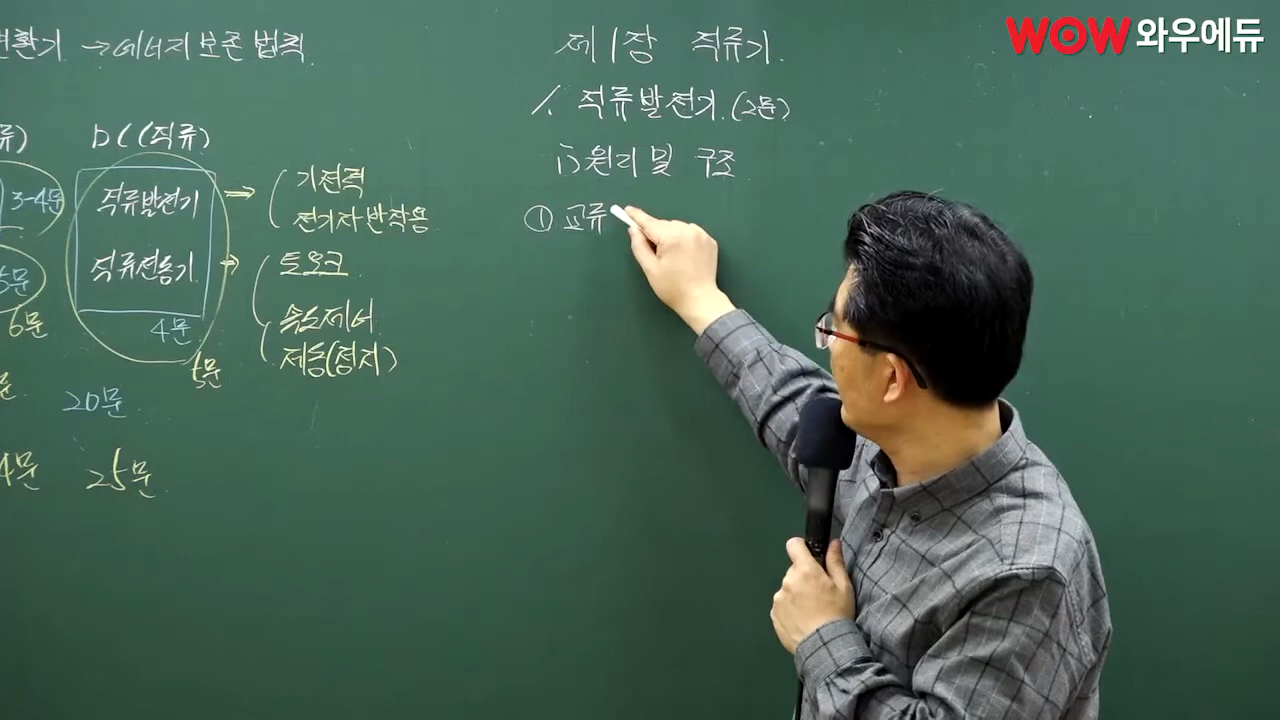 변환기 → 에너지 보존 법칙
류) DC(직류)
3-4문 직류발전기
직류전동기
5문
6문
4문
5문
20문
4문 25문
기전력
전기자 반작용
토오크
속도제어
제동(정지)
제1장 직류기.
1. 직류발전기.(2문)
1) 원리 및 구조
① 교류
WOW 와우에듀